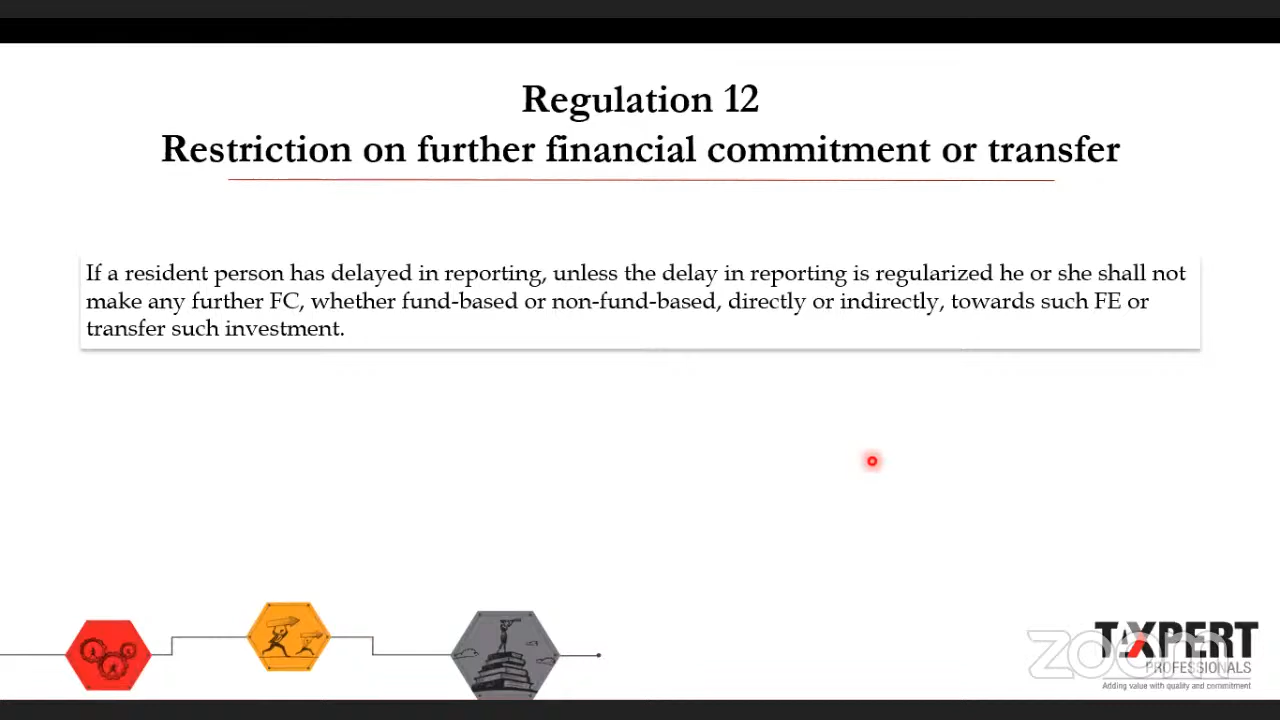 Regulation 12
Restriction on further financial commitment or transfer
If a resident person has delayed in reporting, unless the delay in reporting is regularized he or she shall not
make any further FC, whether fund-based or non-fund-based, directly or indirectly, towards such FE or
transfer such investment.
TAXPERT
zoom
PROFESSIONALS
Adding value with quality and commitment